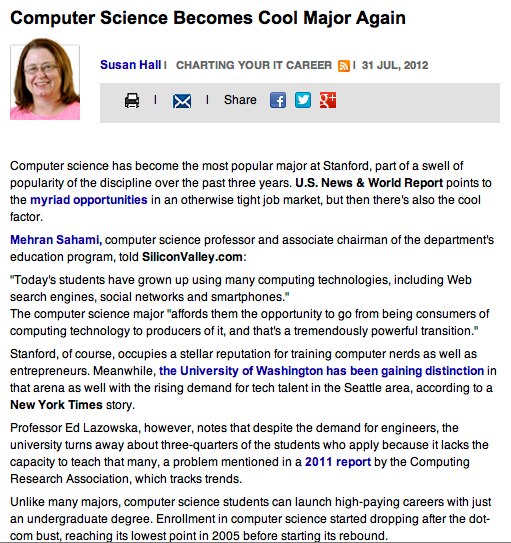 Computer Science Becomes Cool Major Again
Susan Hall | CHARTING YOUR IT CAREER | 31 JUL, 2012
| | Share
Computer science has become the most popular major at Stanford, part of a swell of
popularity of the discipline over the past three years. U.S. News & World Report points to
the myriad opportunities in an otherwise tight job market, but then there's also the cool
factor.
Mehran Sahami, computer science professor and associate chairman of the department's
education program, told SiliconValley.com:
"Today's students have grown up using many computing technologies, including Web
search engines, social networks and smartphones."
The computer science major "affords them the opportunity to go from being consumers of
computing technology to producers of it, and that's a tremendously powerful transition."
Stanford, of course, occupies a stellar reputation for training computer nerds as well as
entrepreneurs. Meanwhile, the University of Washington has been gaining distinction in
that arena as well with the rising demand for tech talent in the Seattle area, according to a
New York Times story.
Professor Ed Lazowska, however, notes that despite the demand for engineers, the
university turns away about three-quarters of the students who apply because it lacks the
capacity to teach that many, a problem mentioned in a 2011 report by the Computing
Research Association, which tracks trends.
Unlike many majors, computer science students can launch high-paying careers with just
an undergraduate degree. Enrollment in computer science started dropping after the dot-
com bust, reaching its lowest point in 2005 before starting its rebound.